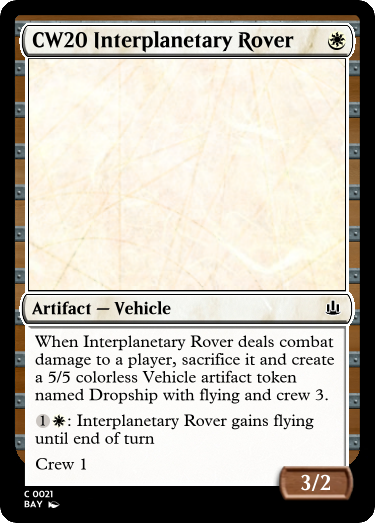 CW20 Interplanetary Rover
Artifact — Vehicle
When Interplanetary Rover deals combat
damage to a player, sacrifice it and create
a 5/5 colorless Vehicle artifact token
named Dropship with flying and crew 3.
1: Interplanetary Rover gains flying
until end of turn
Crew 1
3/2
C 0021
BAY